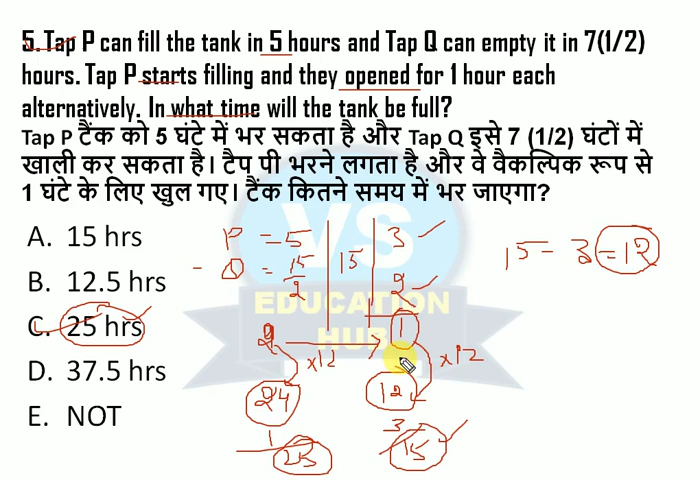 5. Tap P can fill the tank in 5 hours and Tap Q can empty it in 7(1/2)
hours. Tap P starts filling and they opened for 1 hour each
alternatively. In what time will the tank be full?
Tap P टैंक को 5 घंटे में भर सकता है और Tap Q इसे 7 (1/2) घंटों में
खाली कर सकता है। टैप पी भरने लगता है और वे वैकल्पिक रूप से
1 घंटे के लिए खुल गए। टैंक कितने समय में भर जाएगा?
A. 15 hrs
B. 12.5 hrs
C. 25 hrs
D. 37.5 hrs
E. NOT
VS
EDUCATION
HUB
P = 5 | 15 | 3
- Q = 15/2 | 2
1
15 - 3 = 12
2 x12 x12
24 12
1 3
25 15